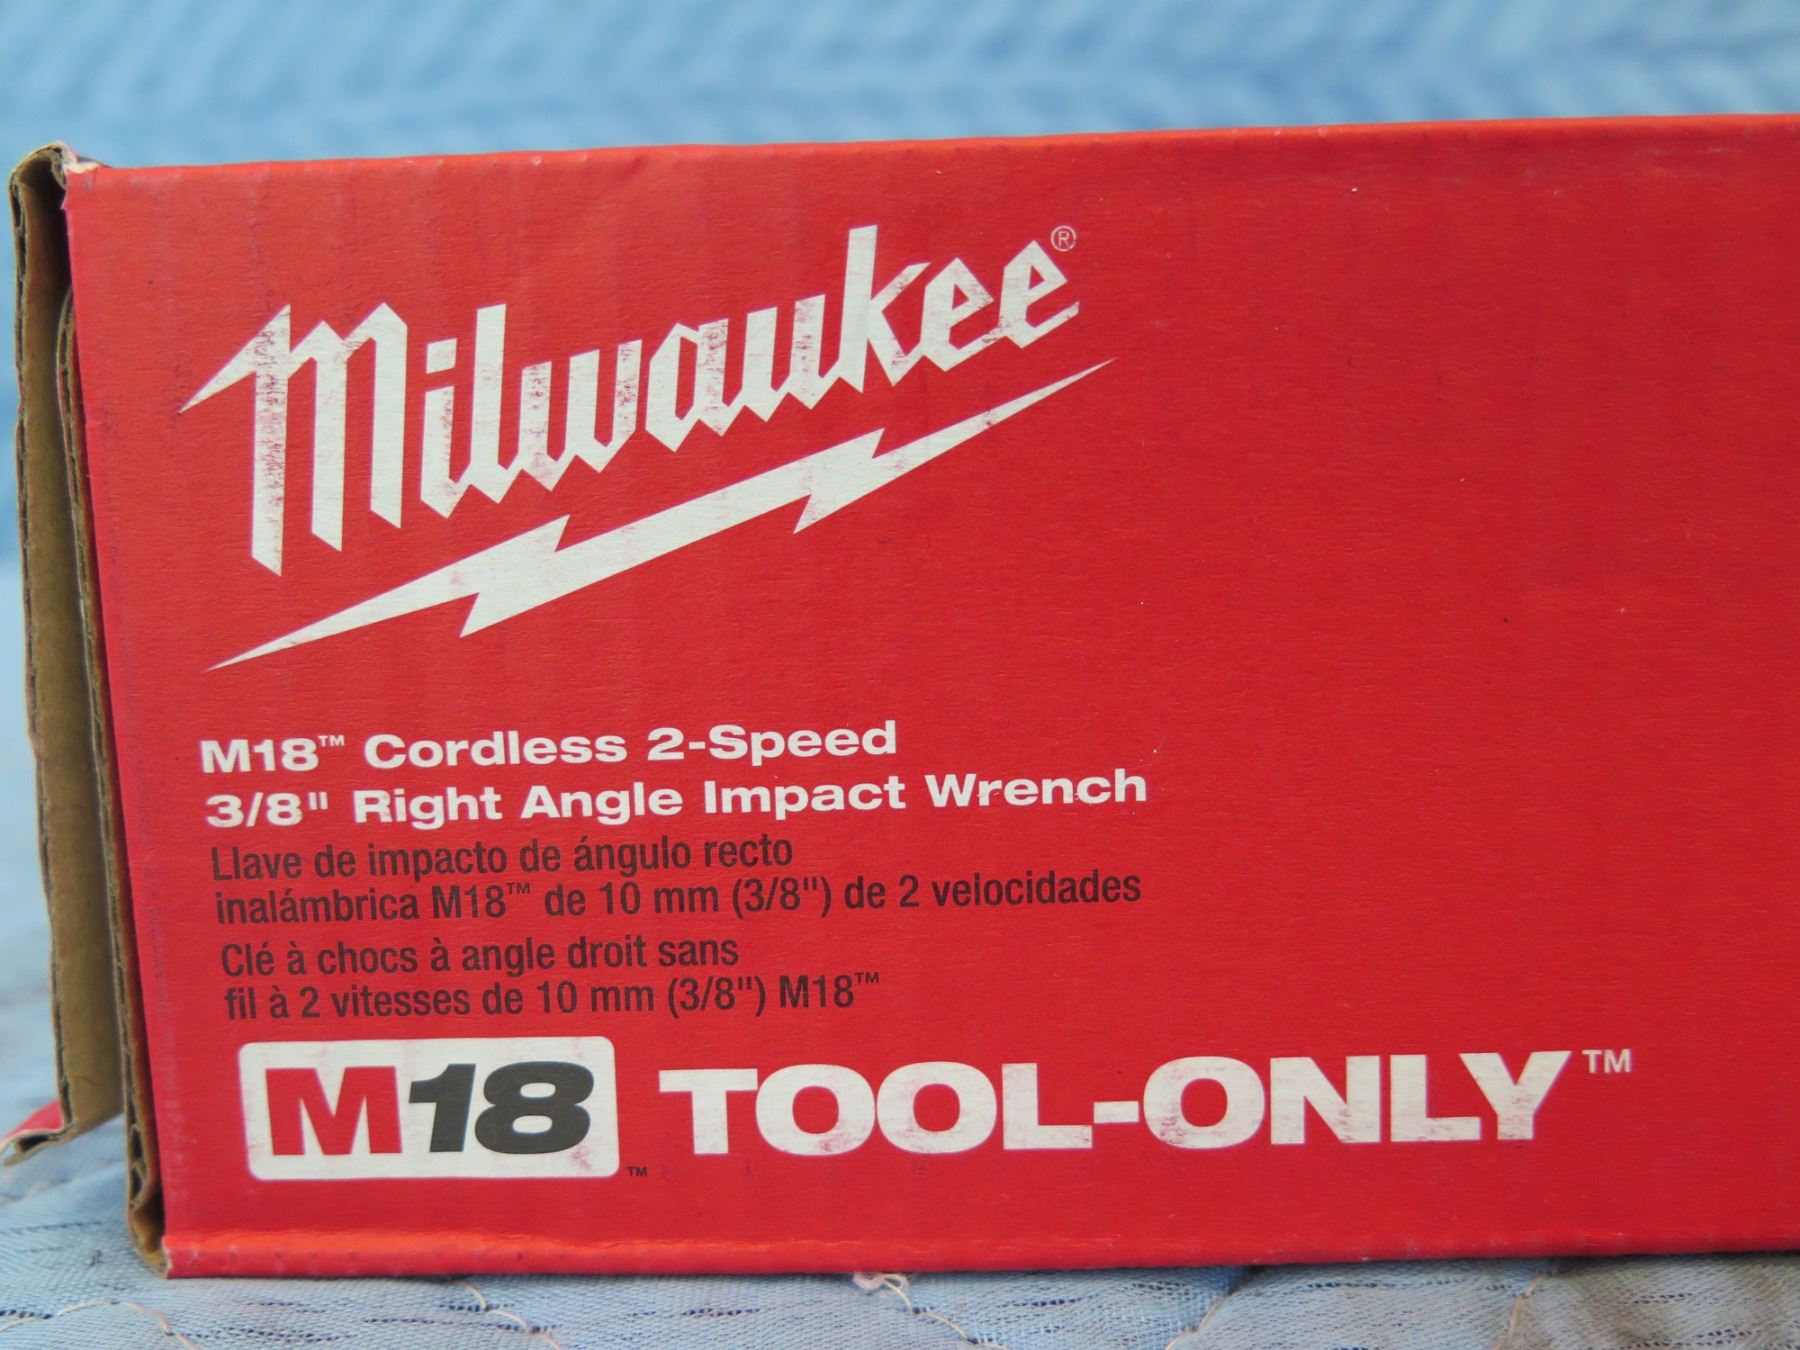 Milwaukee®
M18™ Cordless 2-Speed
3/8" Right Angle Impact Wrench
Llave de impacto de ángulo recto
inalámbrica M18™ de 10 mm (3/8") de 2 velocidades
Clé à chocs à angle droit sans
fil à 2 vitesses de 10 mm (3/8") M18™
M18™ TOOL-ONLY™